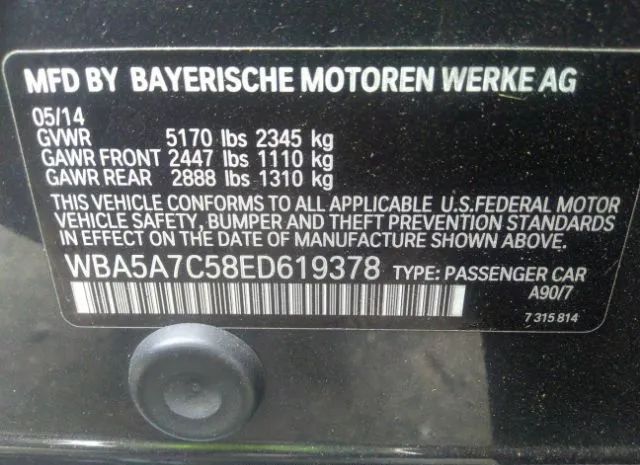 MFD BY BAYERISCHE MOTOREN WERKE AG
05/14
GVWR 5170 lbs 2345 kg
GAWR FRONT 2447 lbs 1110 kg
GAWR REAR 2888 lbs 1310 kg
THIS VEHICLE CONFORMS TO ALL APPLICABLE U.S.FEDERAL MOTOR
VEHICLE SAFETY, BUMPER AND THEFT PREVENTION STANDARDS
IN EFFECT ON THE DATE OF MANUFACTURE SHOWN ABOVE.
WBA5A7C58ED619378 TYPE: PASSENGER CAR
A90/7
7 315 814